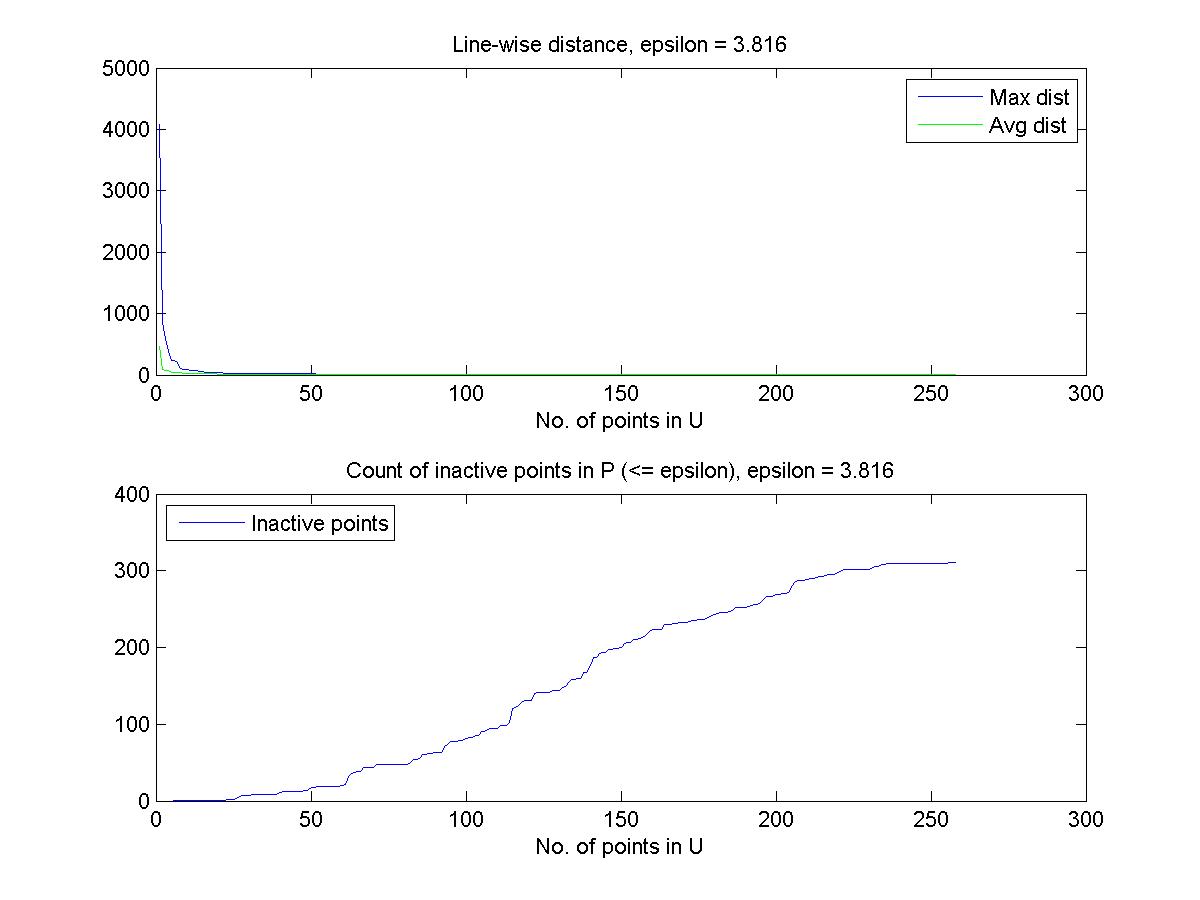 Line-wise distance, epsilon = 3.816
5000
4000
3000
2000
1000
0
Max dist
Avg dist
0 50 100 150 200 250 300
No. of points in U
Count of inactive points in P (<= epsilon), epsilon = 3.816
400
300
200
100
0
Inactive points
0 50 100 150 200 250 300
No. of points in U